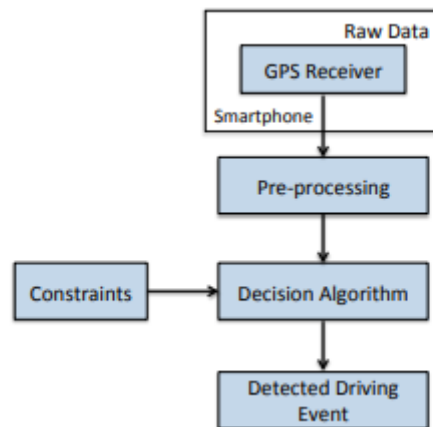 Raw Data
GPS Receiver
Smartphone
Pre-processing
Constraints
Decision Algorithm
Detected Driving
Event